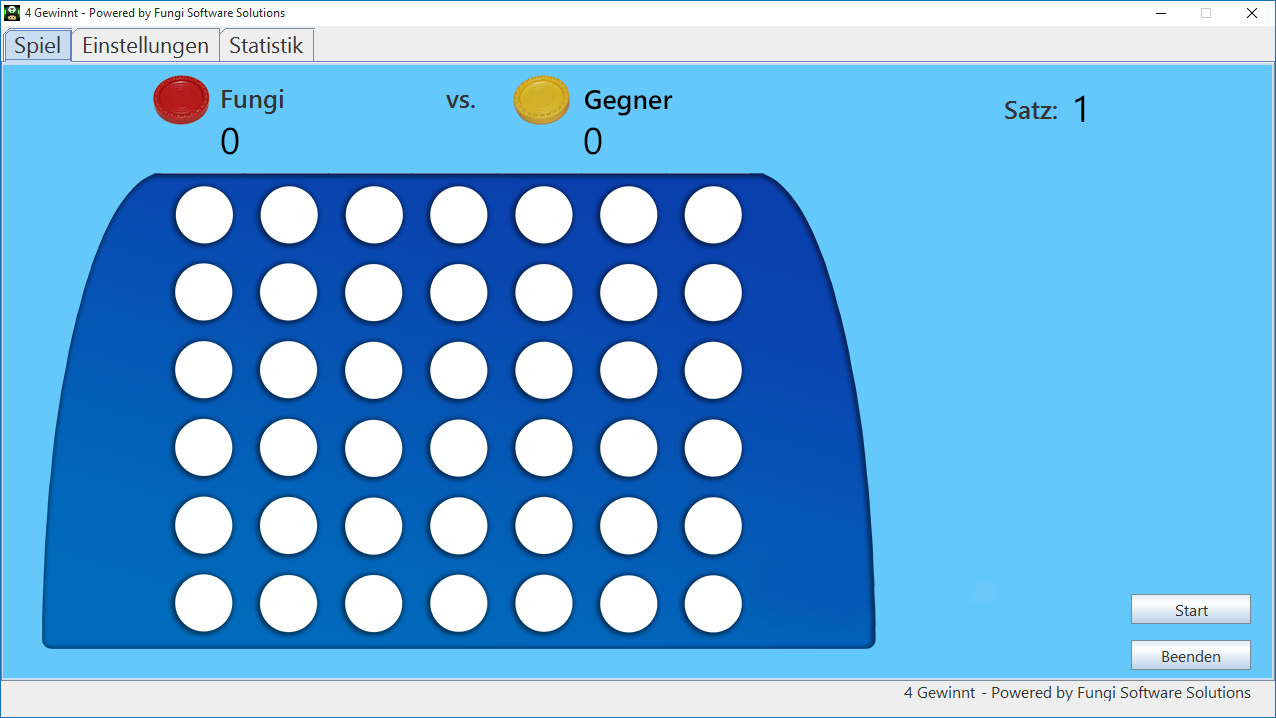 4 Gewinnt - Powered by Fungi Software Solutions
Spiel Einstellungen Statistik
Fungi vs. Gegner
0 0
Satz: 1
Start
Beenden
4 Gewinnt - Powered by Fungi Software Solutions